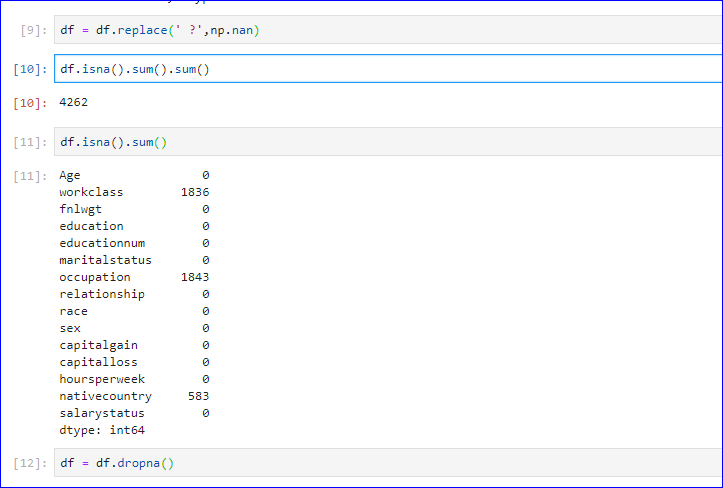 [9]: df = df.replace(' ?',np.nan)
[10]: df.isna().sum().sum()
[10]: 4262
[11]: df.isna().sum()
[11]: Age 0
workclass 1836
fnlwgt 0
education 0
educationnum 0
maritalstatus 0
occupation 1843
relationship 0
race 0
sex 0
capitalgain 0
capitalloss 0
hoursperweek 0
nativecountry 583
salarystatus 0
dtype: int64
[12]: df = df.dropna()